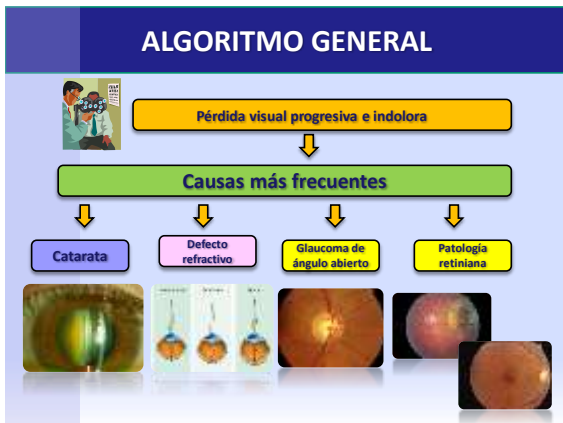 ALGORITMO GENERAL
Pérdida visual progresiva e indolora
Causas más frecuentes
Catarata
Defecto
refractivo
Glaucoma de
ángulo abierto
Patología
retiniana